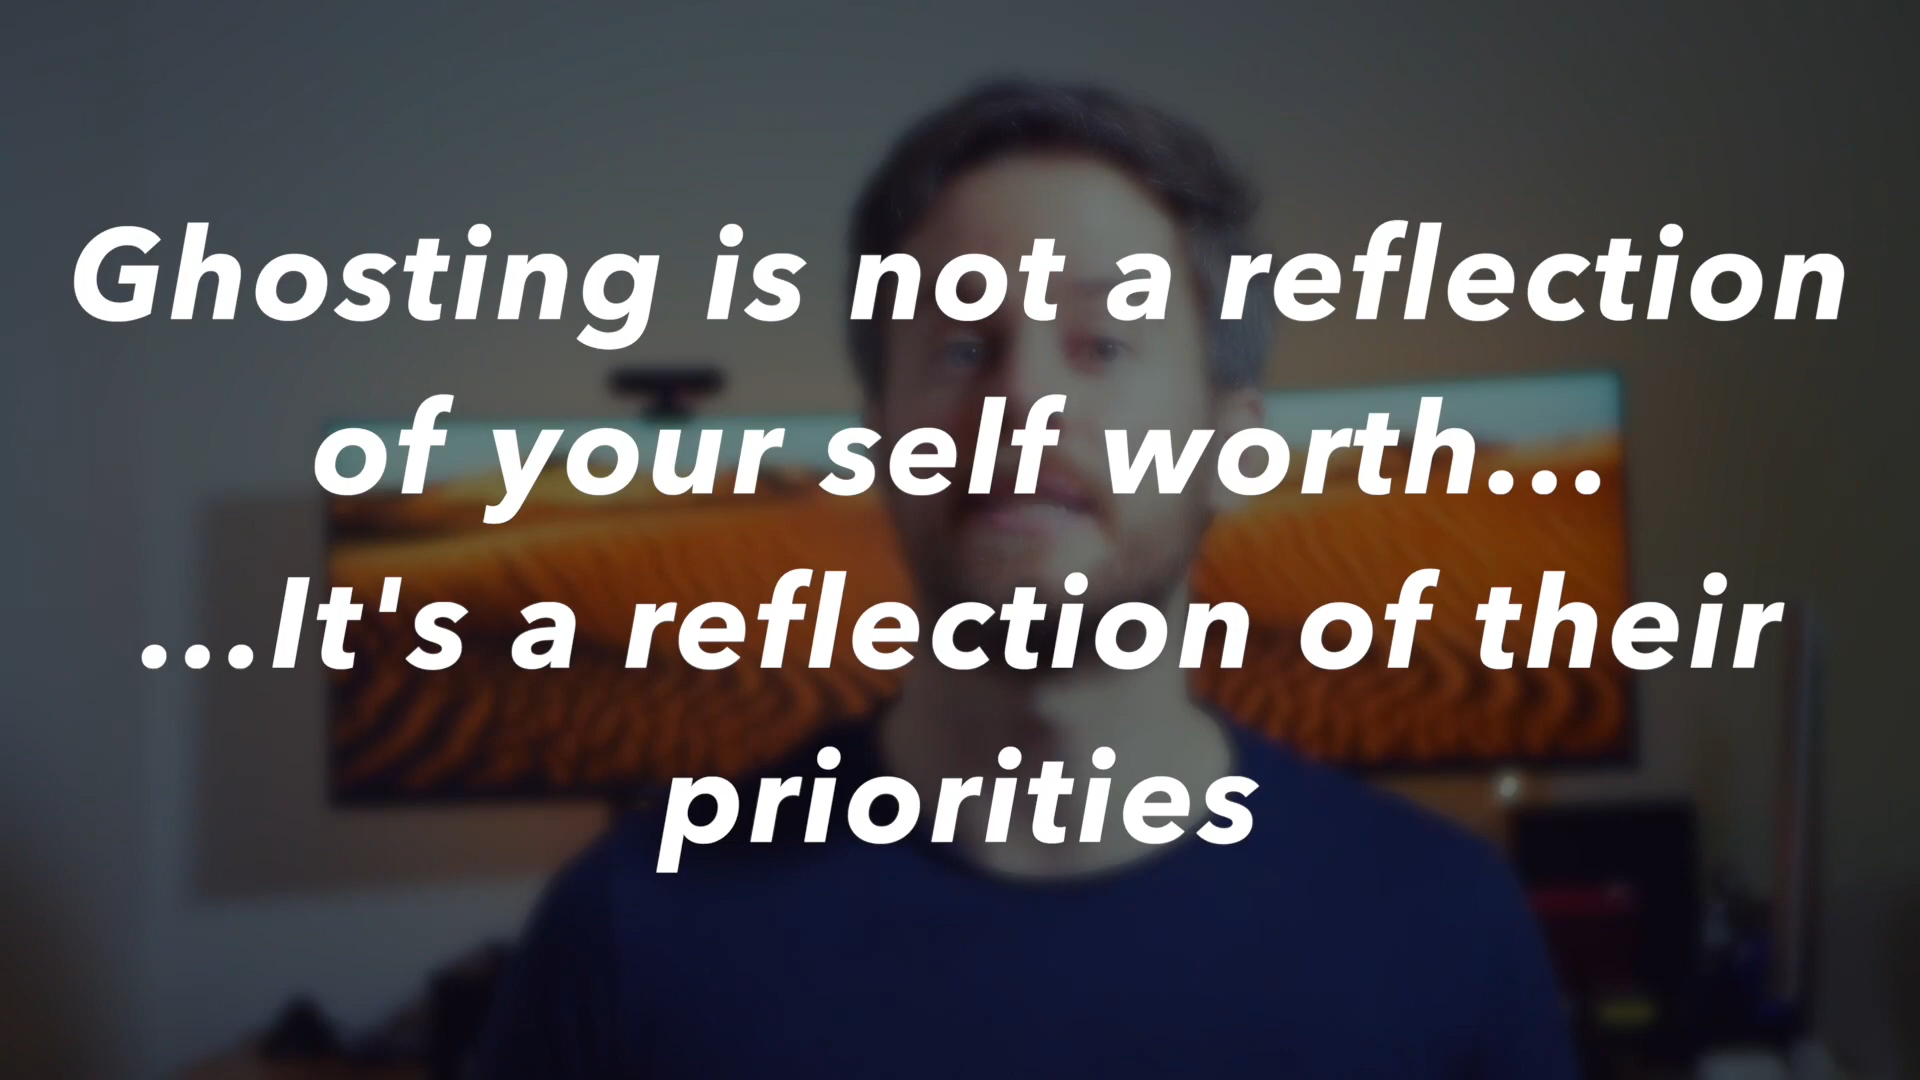 Ghosting is not a reflection
of your self worth...
...It's a reflection of their
priorities